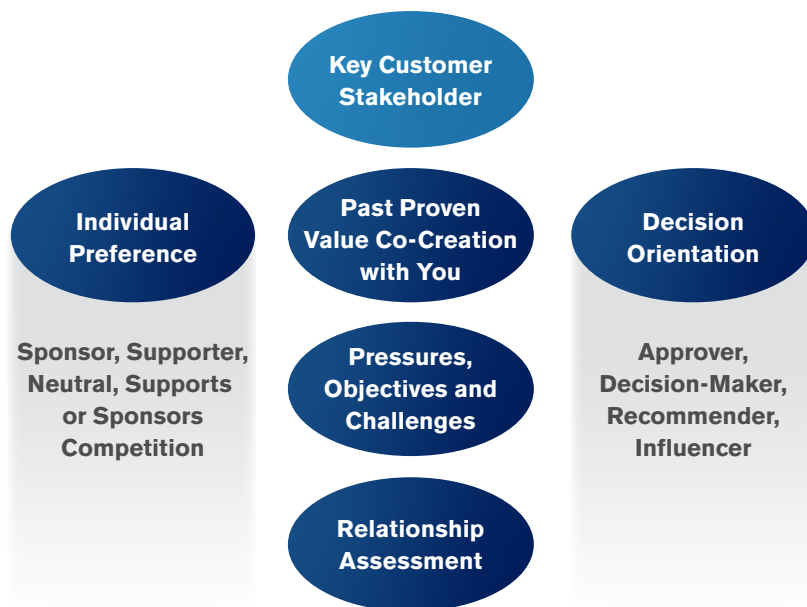 Key Customer
Stakeholder
Individual
Preference
Past Proven
Value Co-Creation
with You
Decision
Orientation
Sponsor, Supporter,
Neutral, Supports
or Sponsors
Competition
Pressures,
Objectives and
Challenges
Approver,
Decision-Maker,
Recommender,
Influencer
Relationship
Assessment